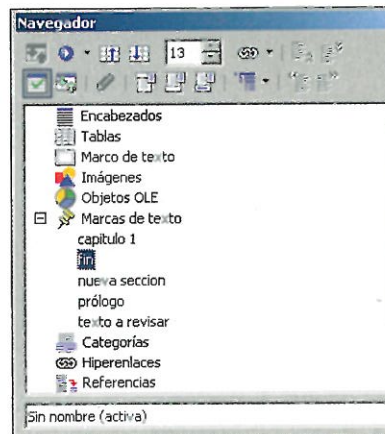 Navegador
13
Encabezados
Tablas
Marco de texto
Imágenes
Objetos OLE
Marcas de texto
capitulo 1
fin
nueva seccion
prólogo
texto a revisar
Categorías
Hiperenlaces
Referencias
Sin nombre (activa)